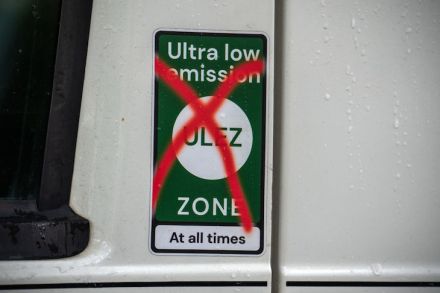 Ultra low
emission
ULEZ
ZONE
At all times